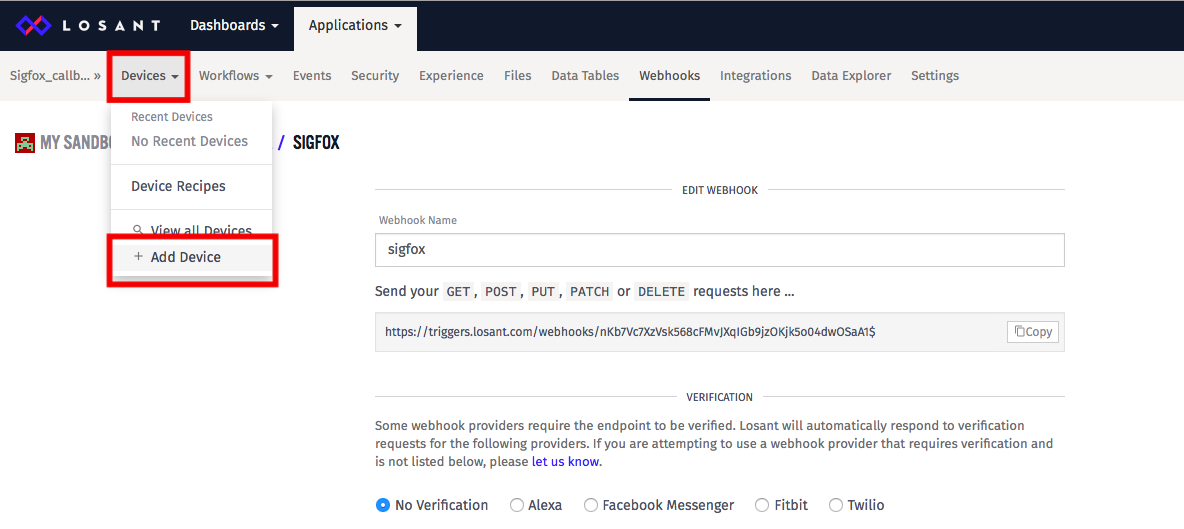 LOSANT Dashboards Applications
Sigfox_callb... » Devices Workflows Events Security Experience Files Data Tables Webhooks Integrations Data Explorer Settings
Recent Devices
No Recent Devices
Device Recipes
View all Devices
+ Add Device
MY SANDBO / SIGFOX
EDIT WEBHOOK
Webhook Name
sigfox
Send your GET, POST, PUT, PATCH or DELETE requests here ...
https://triggers.losant.com/webhooks/nKb7Vc7XzVsk568cFMvJXqIGb9jzOKjk5o04dwOSaA1$ Copy
VERIFICATION
Some webhook providers require the endpoint to be verified. Losant will automatically respond to verification
requests for the following providers. If you are attempting to use a webhook provider that requires verification and
is not listed below, please let us know.
No Verification Alexa Facebook Messenger Fitbit Twilio